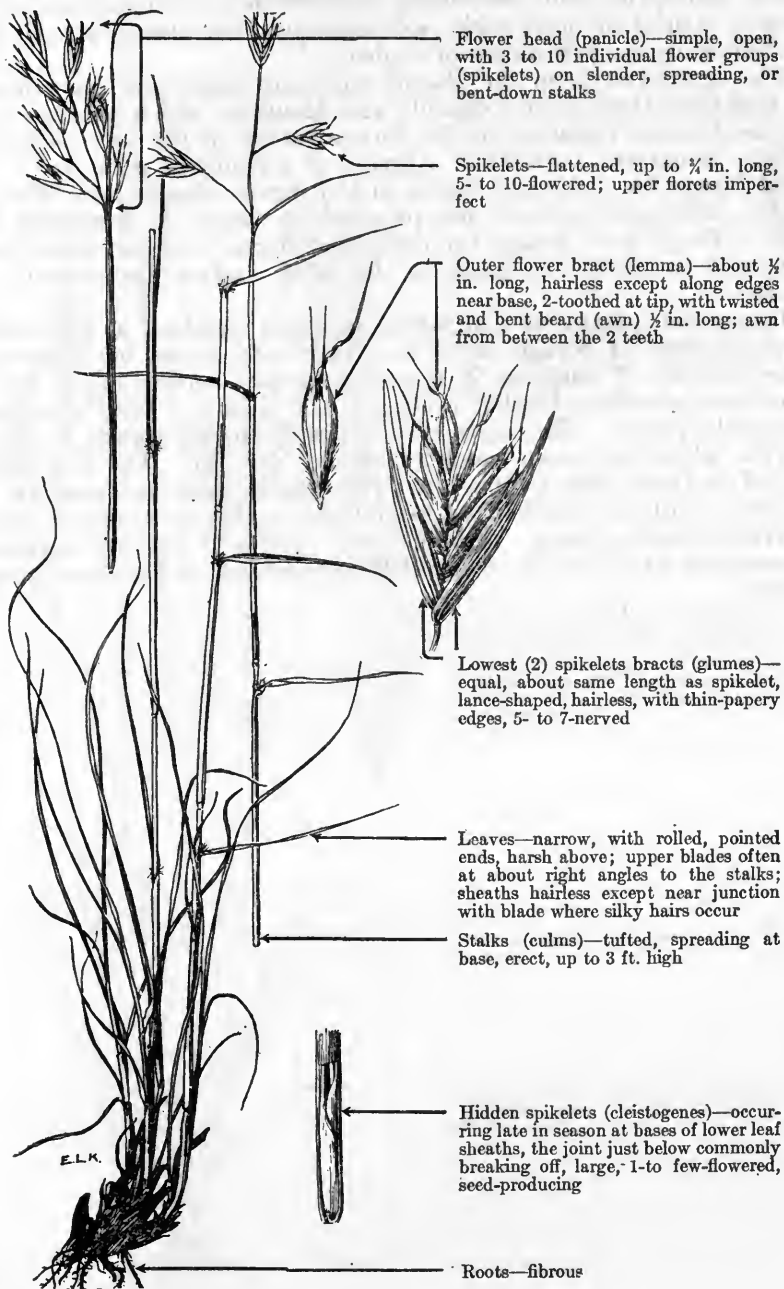 Flower head (panicle)—simple, open,
with 3 to 10 individual flower groups
(spikelets) on slender, spreading, or
bent-down stalks
Spikelets—flattened, up to ¾ in. long,
5- to 10-flowered; upper florets imper-
fect
Outer flower bract (lemma)—about ½
in. long, hairless except along edges
near base, 2-toothed at tip, with twisted
and bent beard (awn) ½ in. long; awn
from between the 2 teeth
Lowest (2) spikelets bracts (glumes)—
equal, about same length as spikelet,
lance-shaped, hairless, with thin-papery
edges, 5- to 7-nerved
Leaves—narrow, with rolled, pointed
ends, harsh above; upper blades often
at about right angles to the stalks;
sheaths hairless except near junction
with blade where silky hairs occur
Stalks (culms)—tufted, spreading at
base, erect, up to 3 ft. high
Hidden spikelets (cleistogenes)—occur-
ring late in season at bases of lower leaf
sheaths, the joint just below commonly
breaking off, large, 1-to few-flowered,
seed-producing
E.L.K.
Roots—fibrous